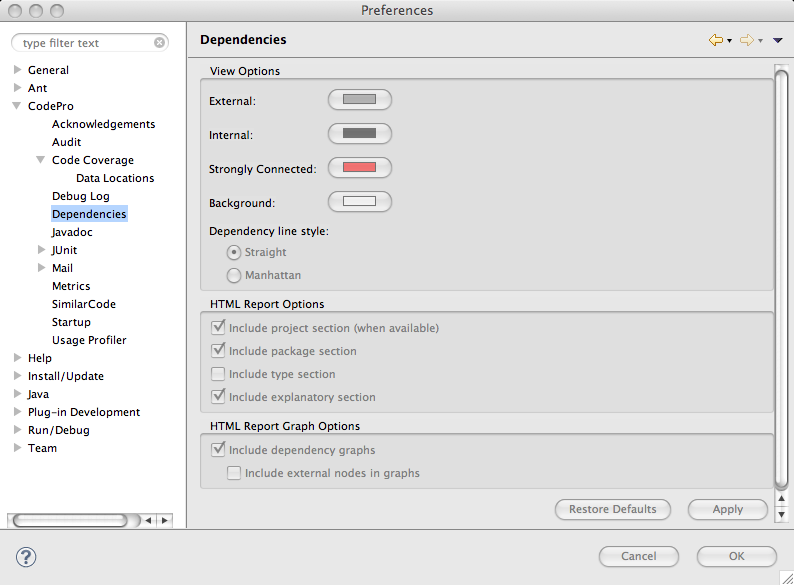 Preferences
type filter text
General
Ant
CodePro
Acknowledgements
Audit
Code Coverage
Data Locations
Debug Log
Dependencies
Javadoc
JUnit
Mail
Metrics
SimilarCode
Startup
Usage Profiler
Help
Install/Update
Java
Plug-in Development
Run/Debug
Team
Dependencies
View Options
External:
Internal:
Strongly Connected:
Background:
Dependency line style:
Straight
Manhattan
HTML Report Options
Include project section (when available)
Include package section
Include type section
Include explanatory section
HTML Report Graph Options
Include dependency graphs
Include external nodes in graphs
Restore Defaults Apply
? Cancel OK